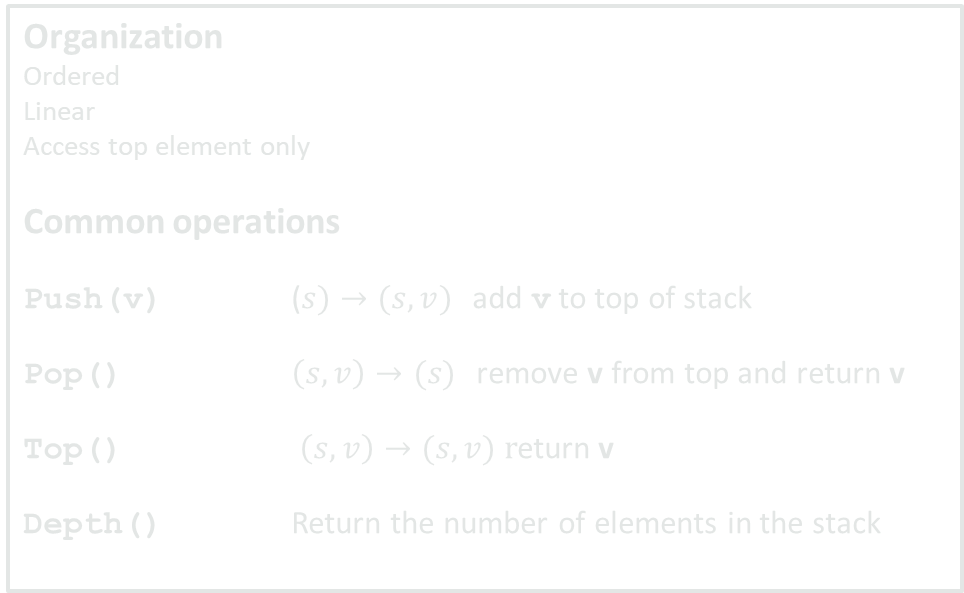 Organization
Ordered
Linear
Access top element only
Common operations
Push(v) (s) → (s, v) add v to top of stack
Pop() (s, v) → (s) remove v from top and return v
Top() (s, v) → (s, v) return v
Depth() Return the number of elements in the stack